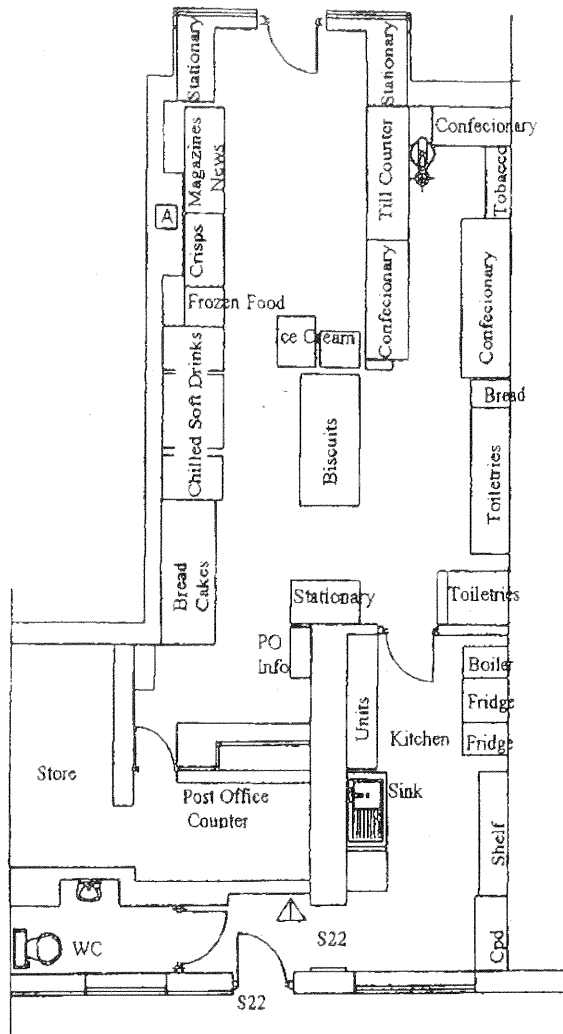 Stationary
Stationary
Magazines
News
Till Counter
Confecionary
Tobacco
A
Crisps
Confecionary
Confecionary
Frozen Food
ce Cream
Chilled Soft Drinks
Bread
Biscuits
Toiletries
Bread
Cakes
Stationary
Toiletries
PO
Info
Units
Boiler
Fridge
Kitchen
Fridge
Store
Post Office
Counter
Sink
Shelf
WC
S22
Cpd
S22